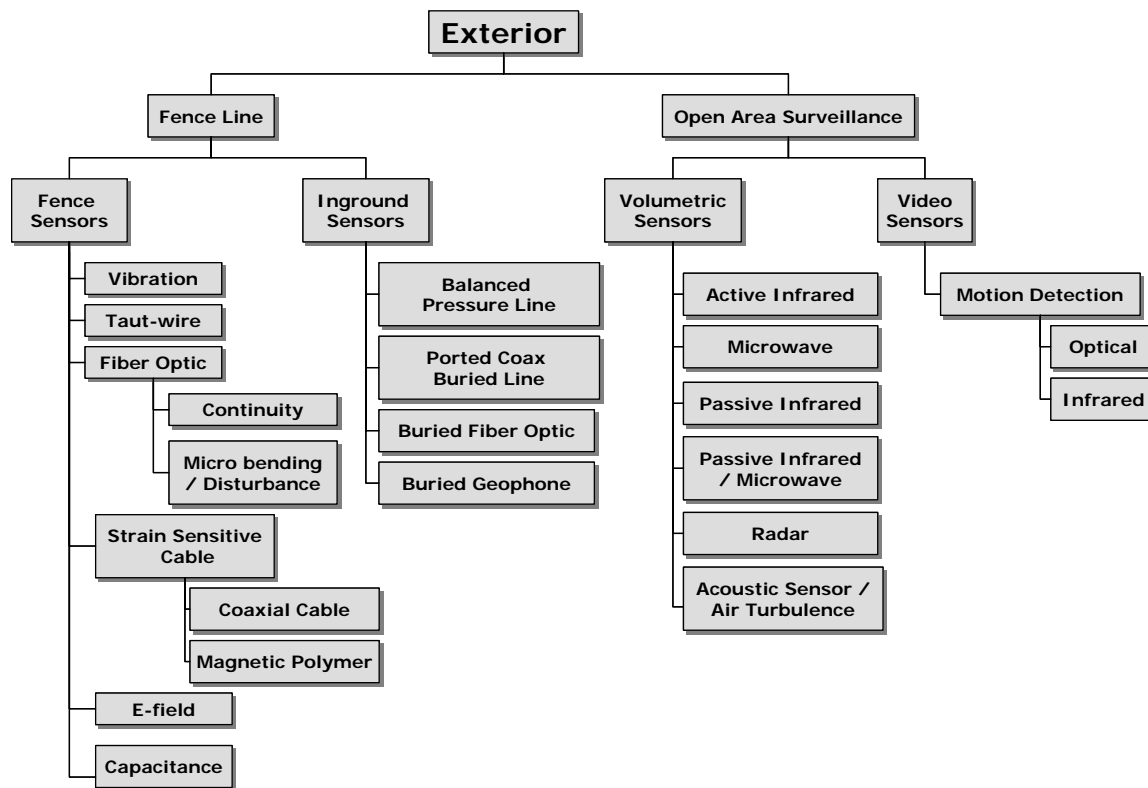 Exterior
Fence Line
Open Area Surveillance
Fence
Sensors
Inground
Sensors
Volumetric
Sensors
Video
Sensors
Vibration
Taut-wire
Fiber Optic
Continuity
Micro bending
/ Disturbance
Strain Sensitive
Cable
Coaxial Cable
Magnetic Polymer
E-field
Capacitance
Balanced
Pressure Line
Ported Coax
Buried Line
Buried Fiber Optic
Buried Geophone
Active Infrared
Microwave
Passive Infrared
Passive Infrared
/ Microwave
Radar
Acoustic Sensor /
Air Turbulence
Motion Detection
Optical
Infrared